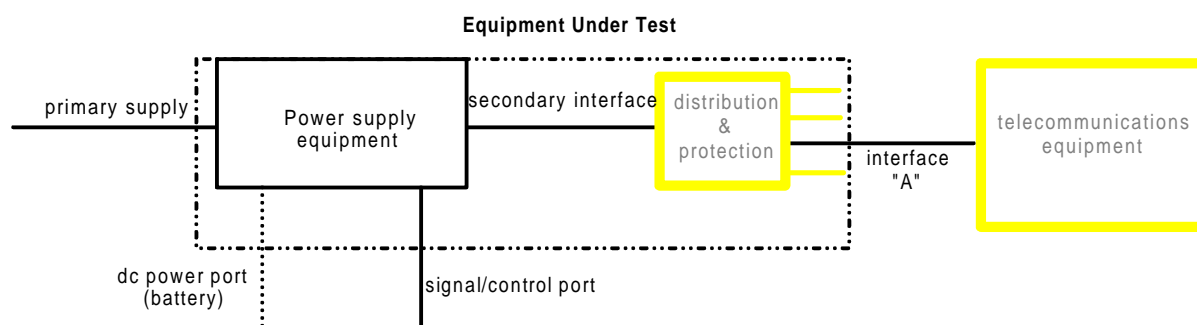 Equipment Under Test
primary supply
Power supply
equipment
secondary interface
distribution
&
protection
interface
"A"
telecommunications
equipment
dc power port
(battery)
signal/control port